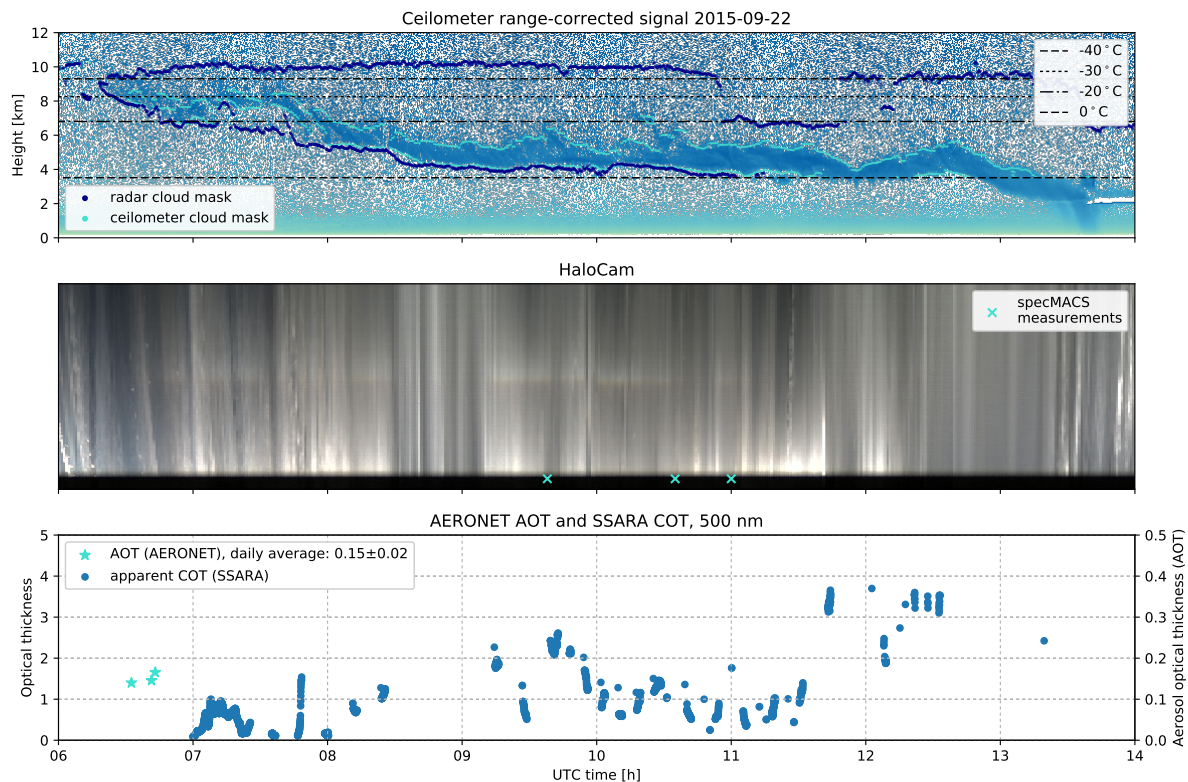 Ceilometer range-corrected signal 2015-09-22
12
10
8
6
4
2
0
Height [km]
-40°C
-30°C
-20°C
0°C
radar cloud mask
ceilometer cloud mask
HaloCam
specMACS
measurements
AERONET AOT and SSARA COT, 500 nm
5
4
3
2
1
0
Optical thickness
AOT (AERONET), daily average: 0.15±0.02
apparent COT (SSARA)
0.5
0.4
0.3
0.2
0.1
0.0
Aerosol optical thickness (AOT)
06 07 08 09 10 11 12 13 14
UTC time [h]